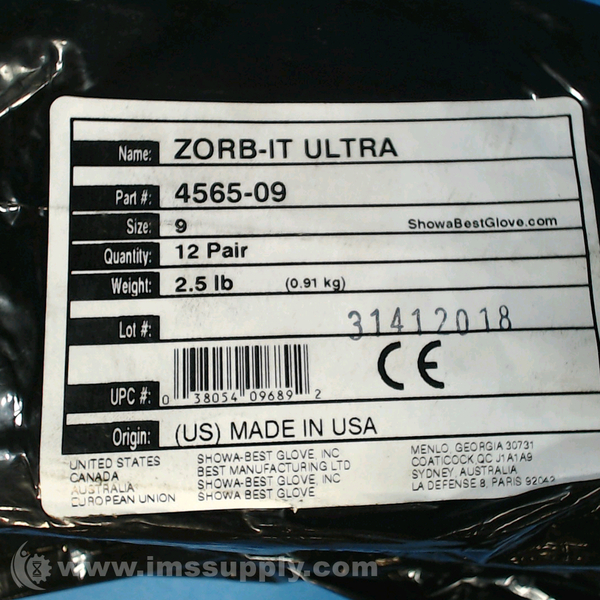 Name: ZORB-IT ULTRA
Part #: 4565-09
Size: 9 ShowaBestGlove.com
Quantity: 12 Pair
Weight: 2.5 lb (0.91 kg)
Lot #: 31412018
CE
UPC #: 0 38054 09689 2
Origin: (US) MADE IN USA
UNITED STATES SHOWA-BEST GLOVE, INC MENLO, GEORGIA 30731
CANADA BEST MANUFACTURING LTD COATICOCK QC J1A1A9
AUSTRALIA SHOWA-BEST GLOVE, INC SYDNEY, AUSTRALIA
EUROPEAN UNION SHOWA BEST GLOVE LA DEFENSE 8, PARIS 92042
www.imssupply.com